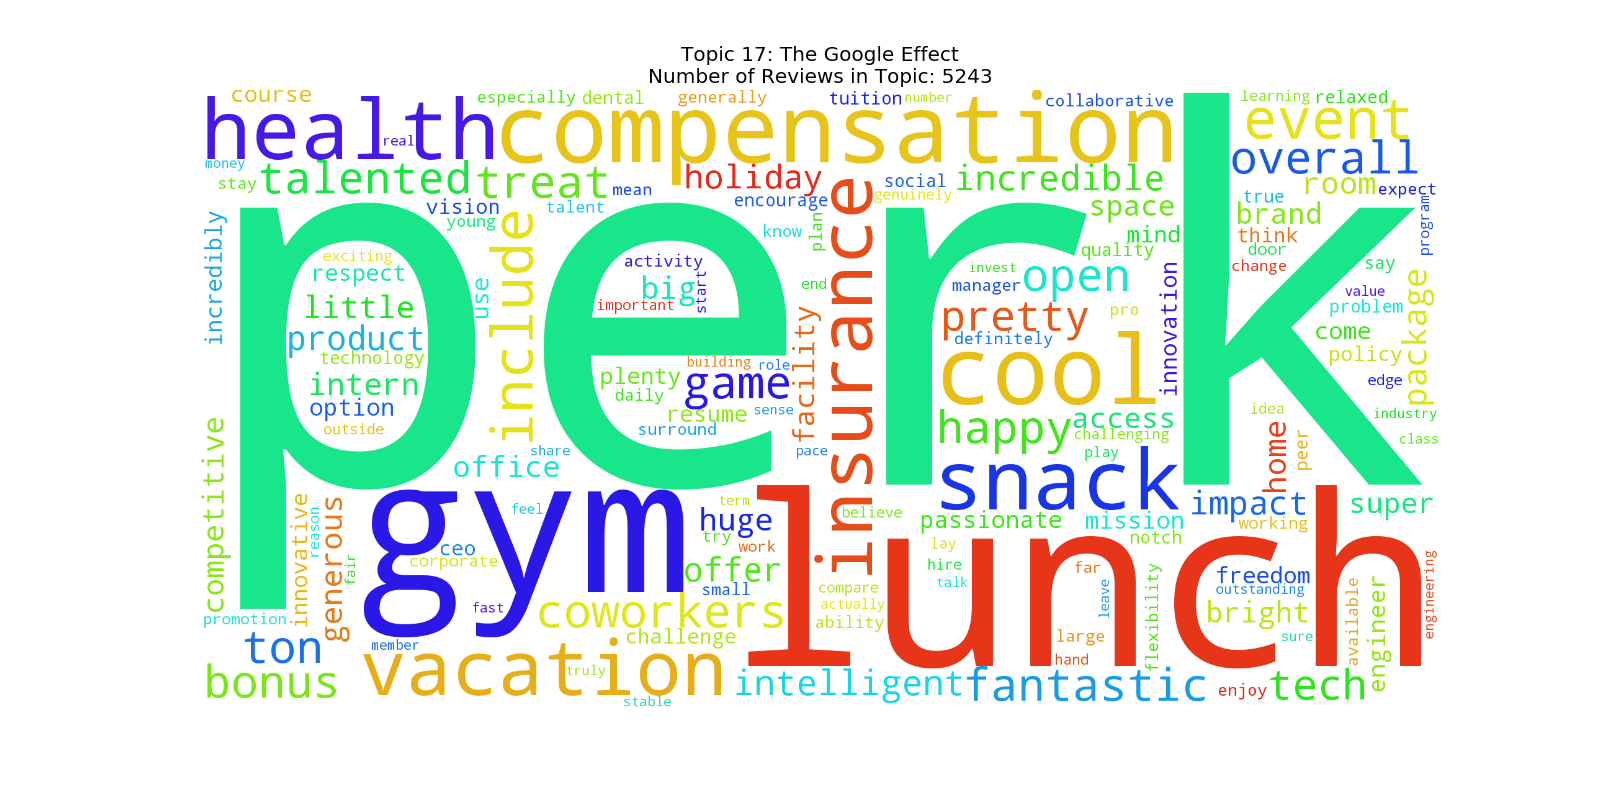 Topic 17: The Google Effect
Number of Reviews in Topic: 5243
course
especially
dental
generally
tuition
number
collaborative
learning
relaxed
health
real
compensation
event
overall
money
stay
talented
treat
mean
holiday
social
genuinely
incredible
room
expect
vision
young
talent
encourage
know
plan
space
mind
quality
true
brand
think
door
change
say
program
incredibly
exciting
respect
little
product
technology
intern
option
outside
use
include
perk
activity
big
start
important
end
insurance
invest
manager
open
pretty
pro
definitely
innovation
value
problem
come
policy
package
edge
industry
class
building
role
plenty
daily
game
resume
sense
surround
facility
pace
cool
happy
access
challenging
play
idea
home
peer
competitive
office
share
snack
impact
working
super
innovative
reason
generous
fair
gym
feel
term
huge
try
work
believe
passionate
mission
notch
ceo
corporate
fast
offer
small
coworkers
challenge
compare
actually
ability
lay
hire
talk
lunch
far
leave
large
hand
flexibility
freedom
outstanding
bright
sure
available
engineer
engineering
promotion
ton
member
bonus
vacation
truly
stable
intelligent
fantastic
enjoy
tech